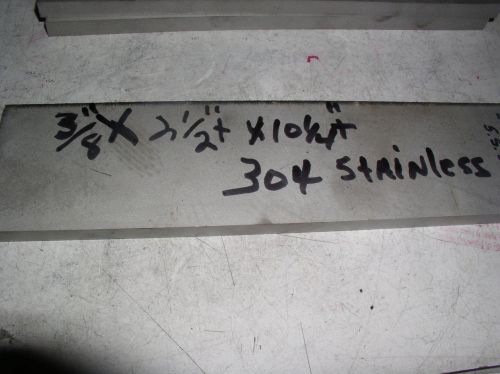 3/8" X 2 1/2"+ X 10 1/4"+
304 StAiNless